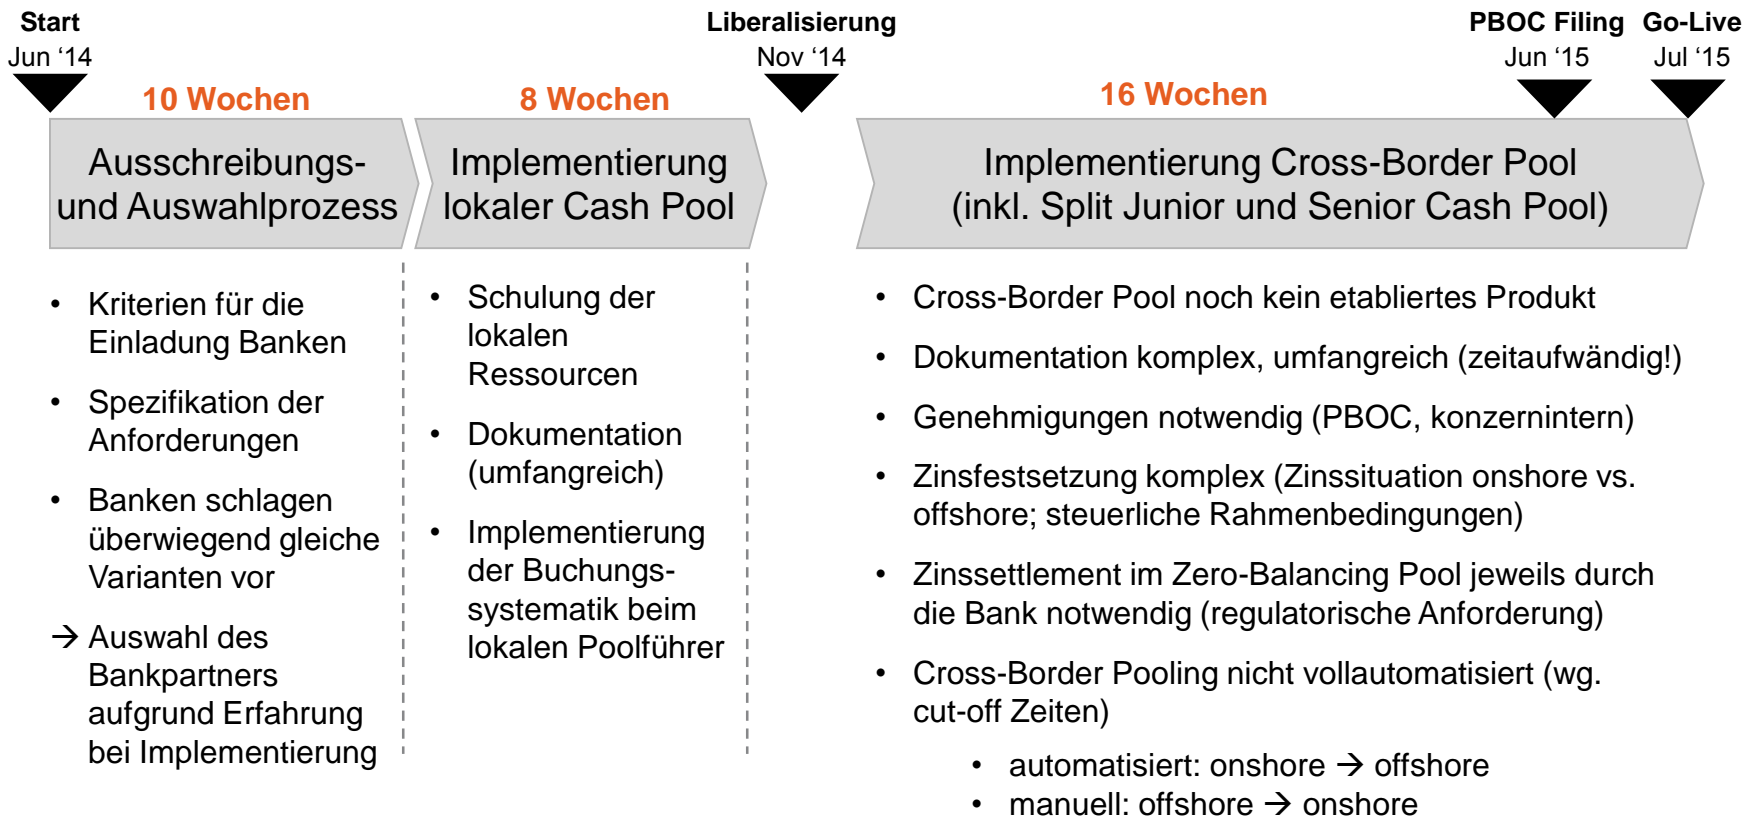 Start
Jun ‘14
Liberalisierung
Nov ‘14
PBOC Filing
Jun ‘15
Go-Live
Jul ‘15
10 Wochen
8 Wochen
16 Wochen
Ausschreibungs-
und Auswahlprozess
Implementierung
lokaler Cash Pool
Implementierung Cross-Border Pool
(inkl. Split Junior und Senior Cash Pool)
• Kriterien für die
Einladung Banken
• Spezifikation der
Anforderungen
• Banken schlagen
überwiegend gleiche
Varianten vor
→ Auswahl des
Bankpartners
aufgrund Erfahrung
bei Implementierung
• Schulung der
lokalen
Ressourcen
• Dokumentation
(umfangreich)
• Implementierung
der Buchungs-
systematik beim
lokalen Poolführer
• Cross-Border Pool noch kein etabliertes Produkt
• Dokumentation komplex, umfangreich (zeitaufwändig!)
• Genehmigungen notwendig (PBOC, konzernintern)
• Zinsfestsetzung komplex (Zinssituation onshore vs.
offshore; steuerliche Rahmenbedingungen)
• Zinssettlement im Zero-Balancing Pool jeweils durch
die Bank notwendig (regulatorische Anforderung)
• Cross-Border Pooling nicht vollautomatisiert (wg.
cut-off Zeiten)
• automatisiert: onshore → offshore
• manuell: offshore → onshore